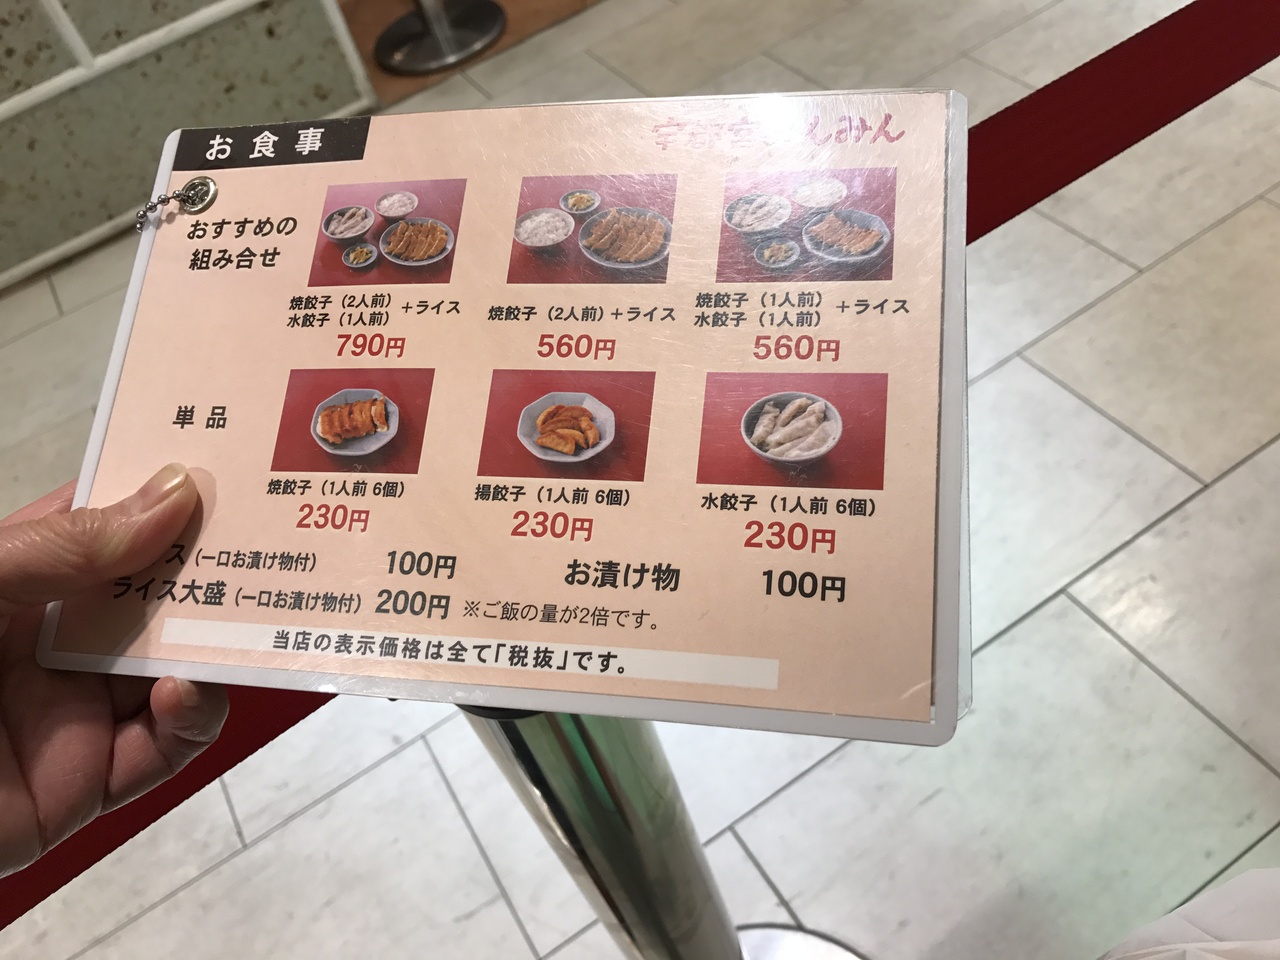 お食事
宇都宮みんみん
おすすめの
組み合せ
焼餃子（2人前）
水餃子（1人前）
＋ライス
790円
焼餃子（2人前）＋ライス
560円
焼餃子（1人前）
水餃子（1人前）
＋ライス
560円
単品
焼餃子（1人前 6個）
230円
揚餃子（1人前 6個）
230円
水餃子（1人前 6個）
230円
ス（一口お漬け物付） 100円
お漬け物 100円
ライス大盛（一口お漬け物付） 200円 ※ご飯の量が2倍です。
当店の表示価格は全て「税抜」です。